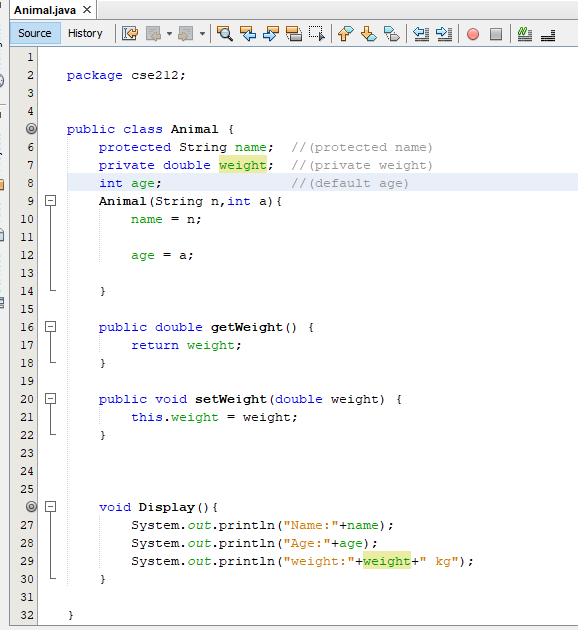 Animal.java
Source History
1
2 package cse212;
3
4
public class Animal {
6 protected String name; //(protected name)
7 private double weight; //(private weight)
8 int age; //(default age)
9 Animal(String n,int a){
10 name = n;
11
12 age = a;
13
14 }
15
16 public double getWeight() {
17 return weight;
18 }
19
20 public void setWeight(double weight) {
21 this.weight = weight;
22 }
23
24
25
void Display(){
27 System.out.println("Name:"+name);
28 System.out.println("Age:"+age);
29 System.out.println("weight:"+weight+" kg");
30 }
31
32 }